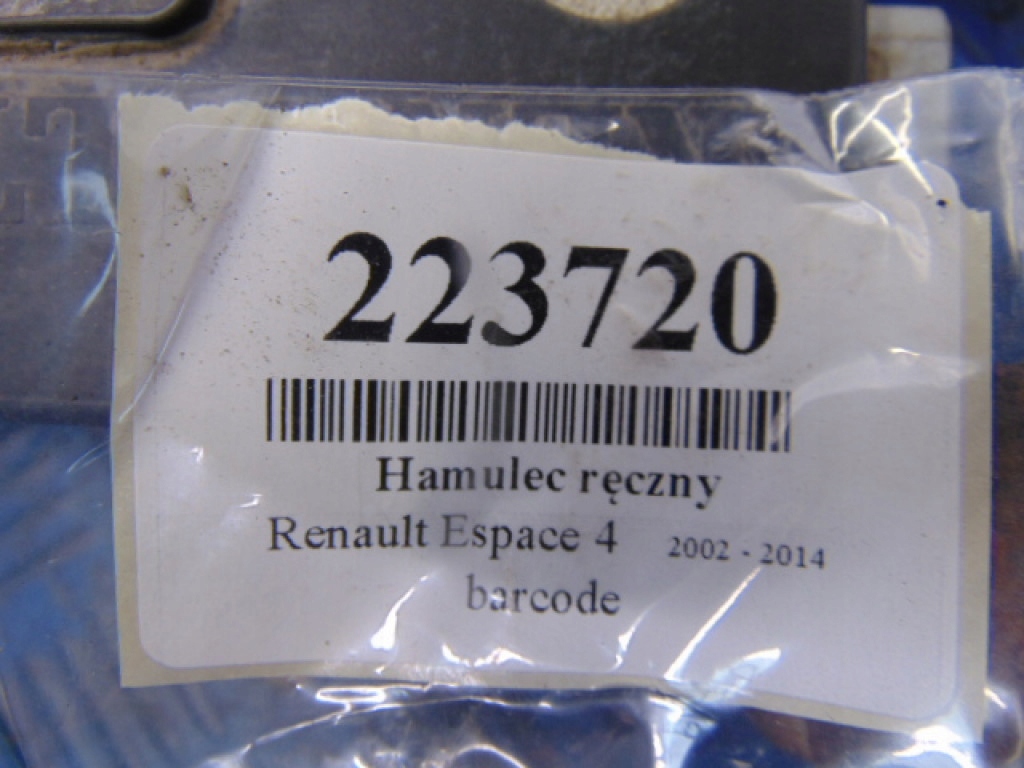 223720
Hamulec ręczny
Renault Espace 4 2002 - 2014
barcode